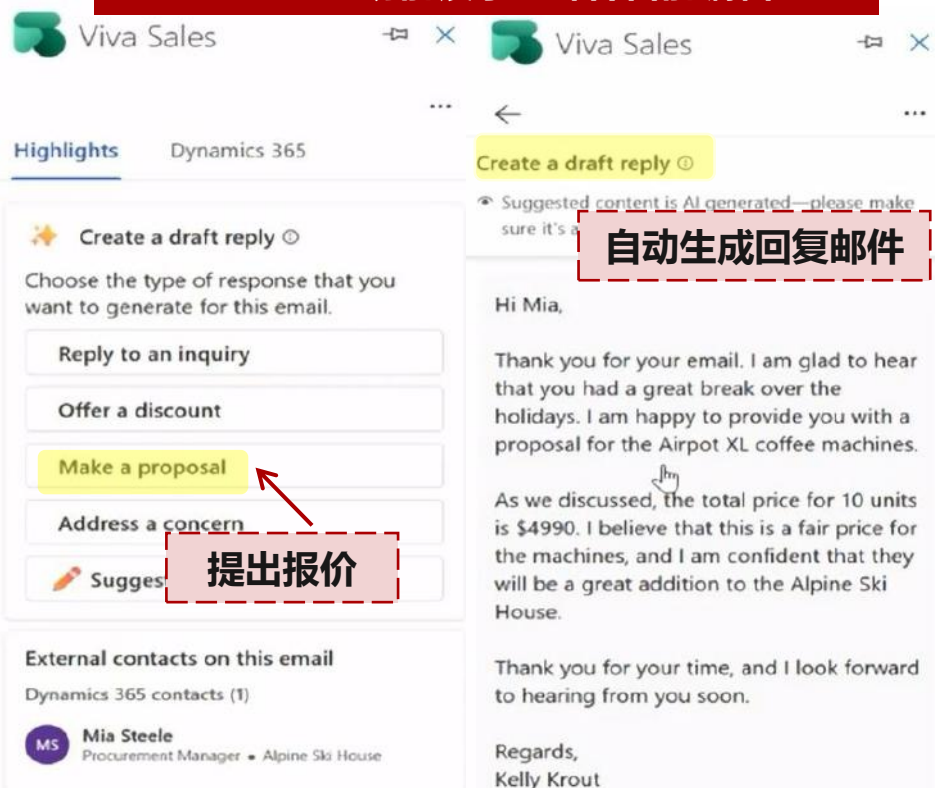 Viva Sales
Highlights Dynamics 365
Create a draft reply
Choose the type of response that you
want to generate for this email.
Reply to an inquiry
Offer a discount
Make a proposal
Address a concern
提出报价
Sugges
External contacts on this email
Dynamics 365 contacts (1)
MS
Mia Steele
Procurement Manager • Alpine Ski House
Viva Sales
Create a draft reply
Suggested content is AI generated—please make
sure it's a
自动生成回复邮件
Hi Mia,
Thank you for your email. I am glad to hear
that you had a great break over the
holidays. I am happy to provide you with a
proposal for the Airpot XL coffee machines.
As we discussed, the total price for 10 units
is $4990. I believe that this is a fair price for
the machines, and I am confident that they
will be a great addition to the Alpine Ski
House.
Thank you for your time, and I look forward
to hearing from you soon.
Regards,
Kelly Krout